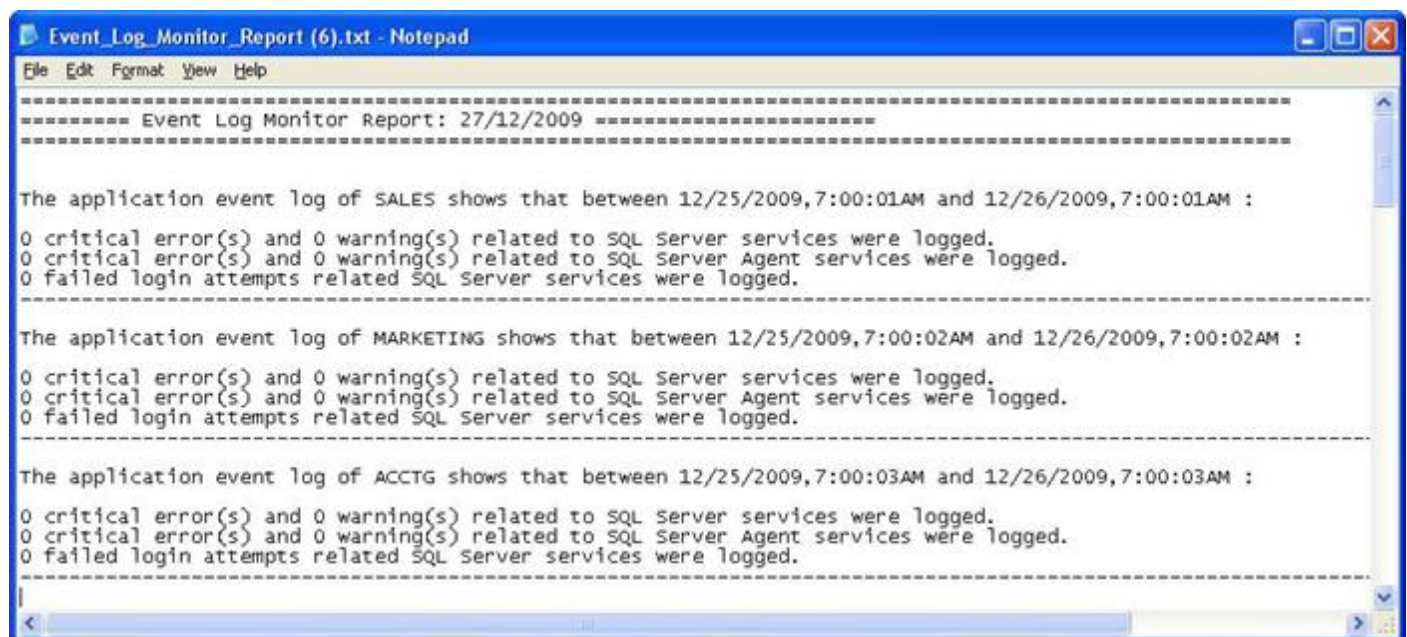 Event_Log_Monitor_Report (6).txt - Notepad
File Edit Format View Help
========= Event Log Monitor Report: 27/12/2009 =======================
The application event log of SALES shows that between 12/25/2009,7:00:01AM and 12/26/2009,7:00:01AM :
0 critical error(s) and 0 warning(s) related to SQL Server services were logged.
0 critical error(s) and 0 warning(s) related to SQL Server Agent services were logged.
0 failed login attempts related SQL Server services were logged.
The application event log of MARKETING shows that between 12/25/2009,7:00:02AM and 12/26/2009,7:00:02AM :
0 critical error(s) and 0 warning(s) related to SQL Server services were logged.
0 critical error(s) and 0 warning(s) related to SQL Server Agent services were logged.
0 failed login attempts related SQL Server services were logged.
The application event log of ACCTG shows that between 12/25/2009,7:00:03AM and 12/26/2009,7:00:03AM :
0 critical error(s) and 0 warning(s) related to SQL Server services were logged.
0 critical error(s) and 0 warning(s) related to SQL Server Agent services were logged.
0 failed login attempts related SQL Server services were logged.